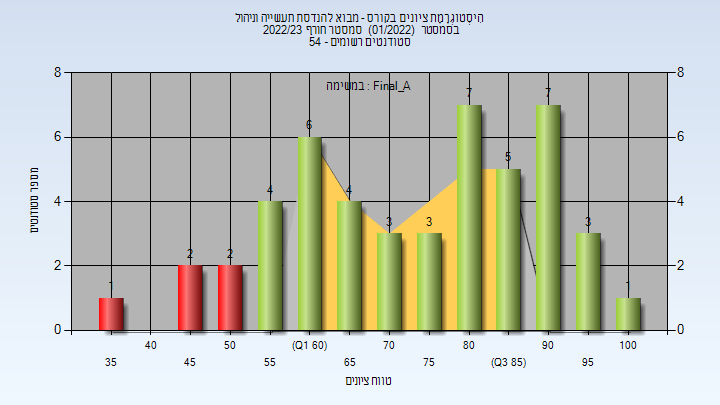 היסטוגרמת ציונים בקורס - מבוא להנדסת תעשייה וניהול
בסמסטר (01/2022) סמסטר חורף 2022/23
סטודנטים רשומים - 54
במשימה : Final_A
8 8
7 7
6 6 6
5
4 4 4 4
3 3 3
2 2 2 2
1 1
0 0
מספר סטודנטים
40 50 (Q1 60) 70 80 90 100
35 45 55 65 75 (Q3 85) 95
טווח ציונים